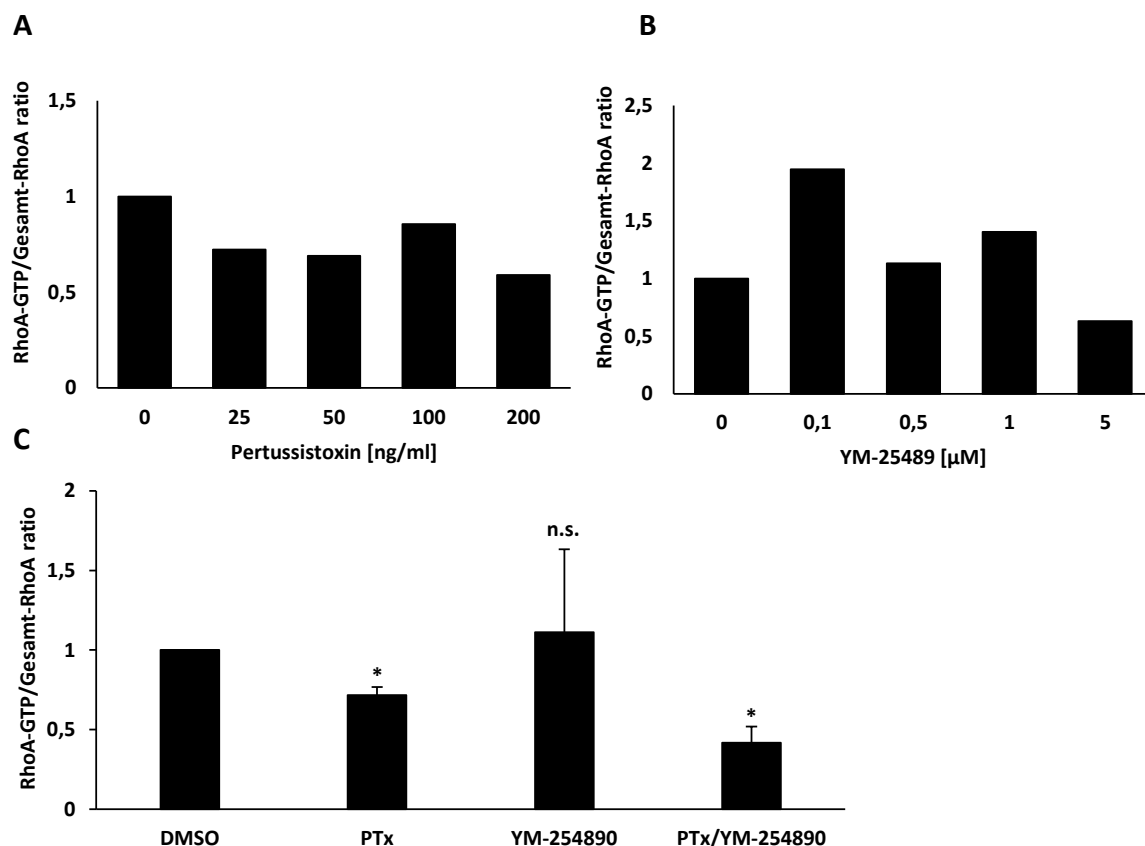 A
RhoA-GTP/Gesamt-RhoA ratio
1,5
1
0,5
0
0 25 50 100 200
Pertussistoxin [ng/ml]
B
RhoA-GTP/Gesamt-RhoA ratio
2,5
2
1,5
1
0,5
0
0 0,1 0,5 1 5
YM-25489 [µM]
C
RhoA-GTP/Gesamt-RhoA ratio
2
1,5
1
0,5
0
*
n.s.
*
DMSO PTx YM-254890 PTx/YM-254890